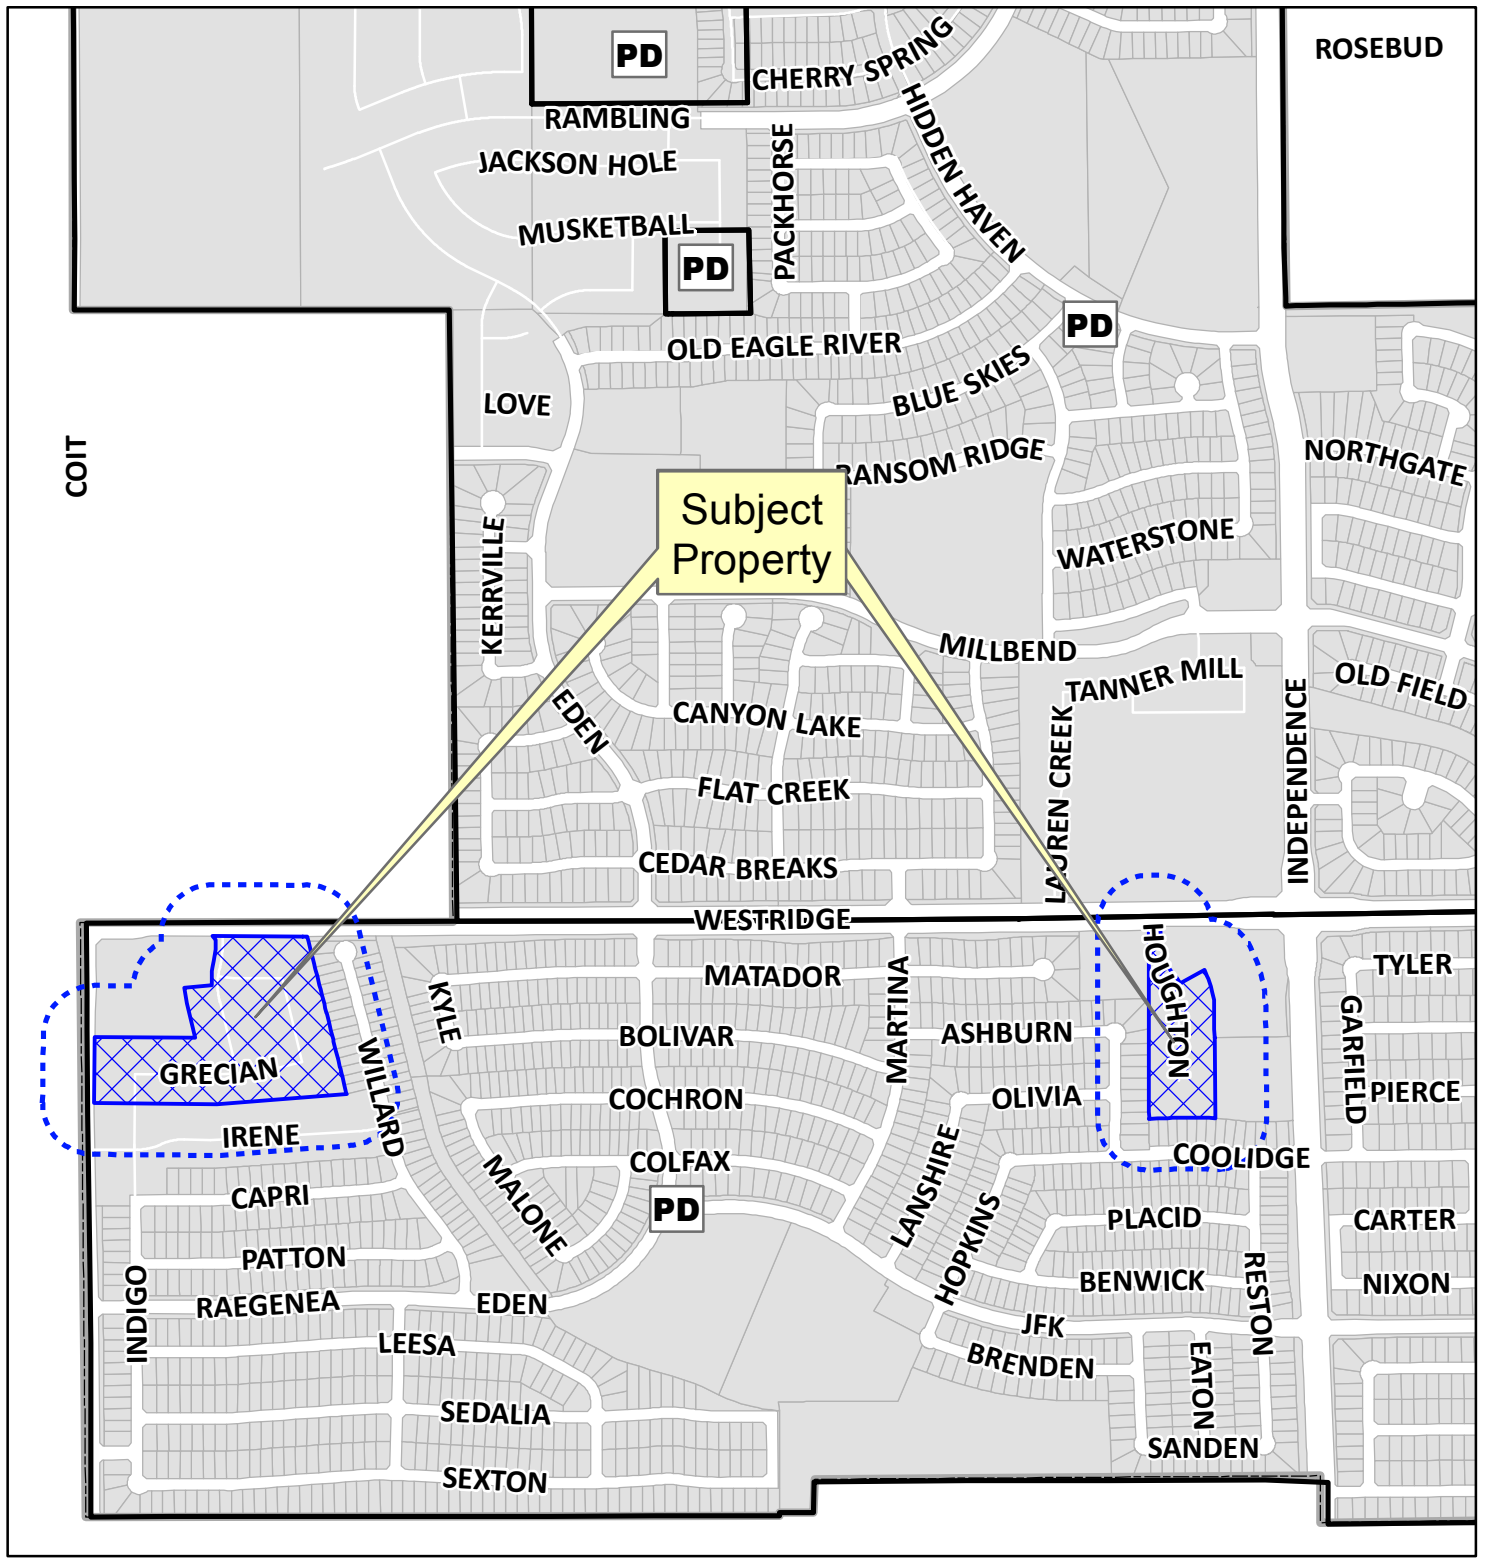 ROSEBUD
PD
CHERRY SPRING
RAMBLING
HIDDEN HAVEN
JACKSON HOLE
PACKHORSE
MUSKETBALL
PD
PD
OLD EAGLE RIVER
BLUE SKIES
LOVE
COIT
RANSOM RIDGE
NORTHGATE
Subject
Property
WATERSTONE
KERRVILLE
MILLBEND
TANNER MILL
OLD FIELD
EDEN
CANYON LAKE
LAUREN CREEK
INDEPENDENCE
FLAT CREEK
CEDAR BREAKS
WESTRIDGE
HOUGHTON
TYLER
MATADOR
KYLE
MARTINA
BOLIVAR
ASHBURN
GARFIELD
GRECIAN
WILLARD
COCHRON
OLIVIA
PIERCE
IRENE
COLFAX
LANSHIRE
COOLIDGE
CAPRI
MALONE
PD
HOPKINS
PLACID
CARTER
PATTON
BENWICK
RESTON
NIXON
INDIGO
RAEGENEA
EDEN
JFK
LEESA
BRENDEN
EATON
SEDALIA
SANDEN
SEXTON